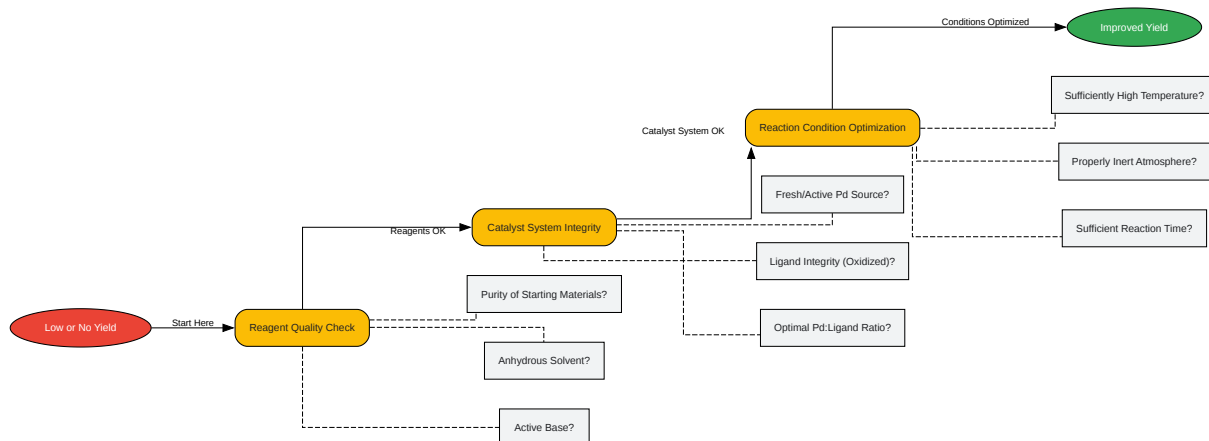 Conditions Optimized
Improved Yield
Sufficiently High Temperature?
Catalyst System OK
Reaction Condition Optimization
Properly Inert Atmosphere?
Fresh/Active Pd Source?
Reagents OK
Catalyst System Integrity
Sufficient Reaction Time?
Ligand Integrity (Oxidized)?
Purity of Starting Materials?
Low or No Yield
Start Here
Reagent Quality Check
Optimal Pd:Ligand Ratio?
Anhydrous Solvent?
Active Base?